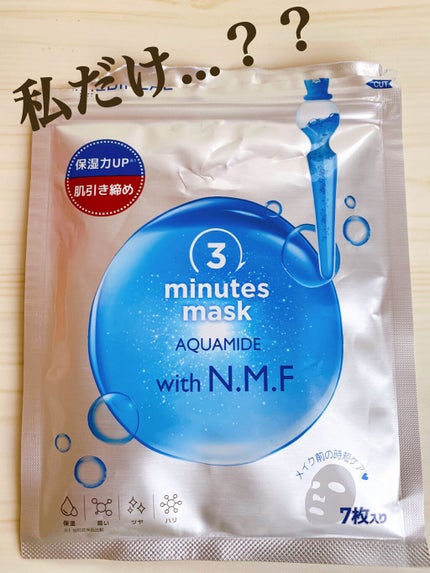 私だけ...？？
CUT
保湿力UP
肌引き締め
3
minutes
mask
AQUAMIDE
with N.M.F
メイク前の時短ケア
7枚入り
保湿
潤い
ツヤ
ハリ